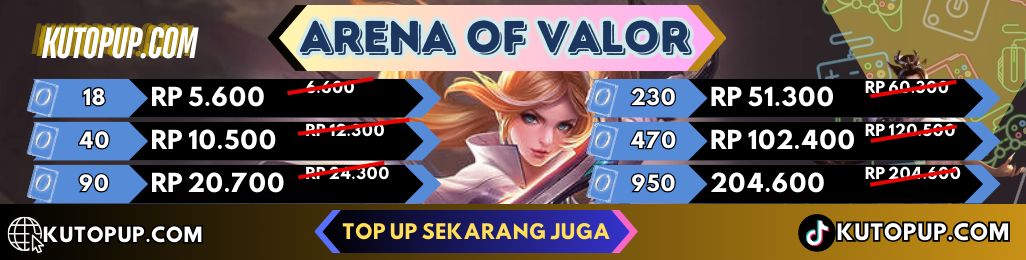 KUTOPUP.COM
ARENA OF VALOR
18 RP 5.600 6.600
40 RP 10.500 RP 12.300
90 RP 20.700 RP 24.300
230 RP 51.300 RP 60.300
470 RP 102.400 RP 120.500
950 204.600 RP 204.600
KUTOPUP.COM
TOP UP SEKARANG JUGA
KUTOPUP.COM